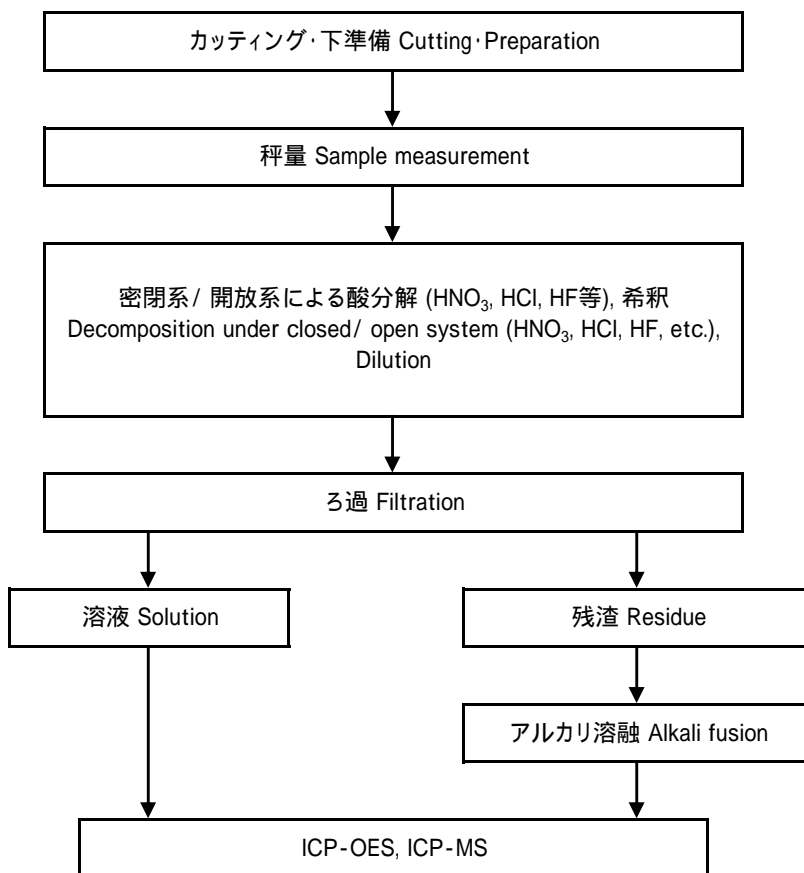 カッティング･下準備 Cutting･Preparation
秤量 Sample measurement
密閉系/ 開放系による酸分解 (HNO₃, HCl, HF等), 希釈
Decomposition under closed/ open system (HNO₃, HCl, HF, etc.),
Dilution
ろ過 Filtration
溶液 Solution
残渣 Residue
アルカリ溶融 Alkali fusion
ICP-OES, ICP-MS